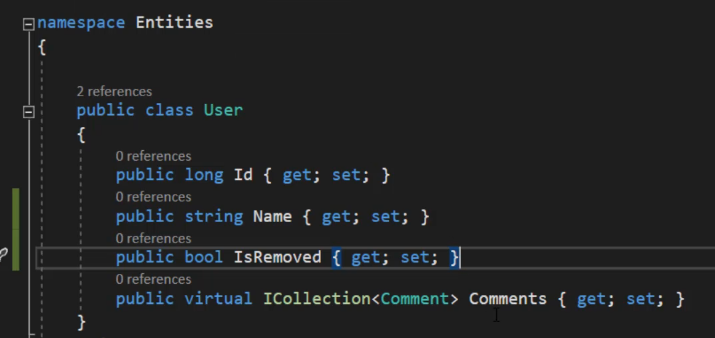 namespace Entities
{
2 references
public class User
{
0 references
public long Id { get; set; }
0 references
public string Name { get; set; }
0 references
public bool IsRemoved { get; set; }
0 references
public virtual ICollection<Comment> Comments { get; set; }
}